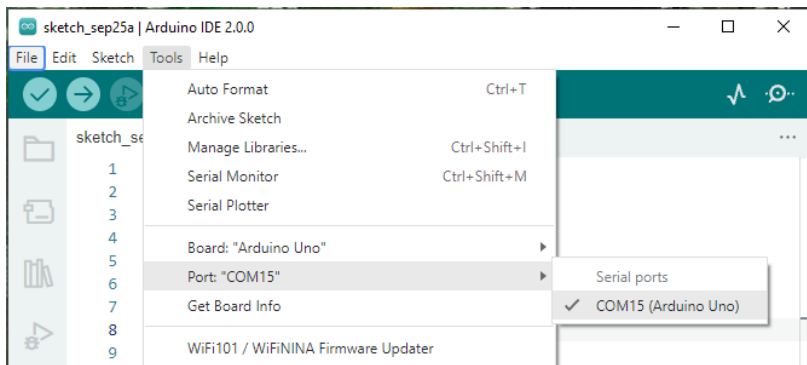 sketch_sep25a | Arduino IDE 2.0.0
File Edit Sketch Tools Help
sketch_se
1
2
3
4
5
6
7
8
9
Auto Format Ctrl+T
Archive Sketch
Manage Libraries... Ctrl+Shift+I
Serial Monitor Ctrl+Shift+M
Serial Plotter
Board: "Arduino Uno"
Port: "COM15"
Get Board Info
WiFi101 / WiFiNINA Firmware Updater
Serial ports
COM15 (Arduino Uno)